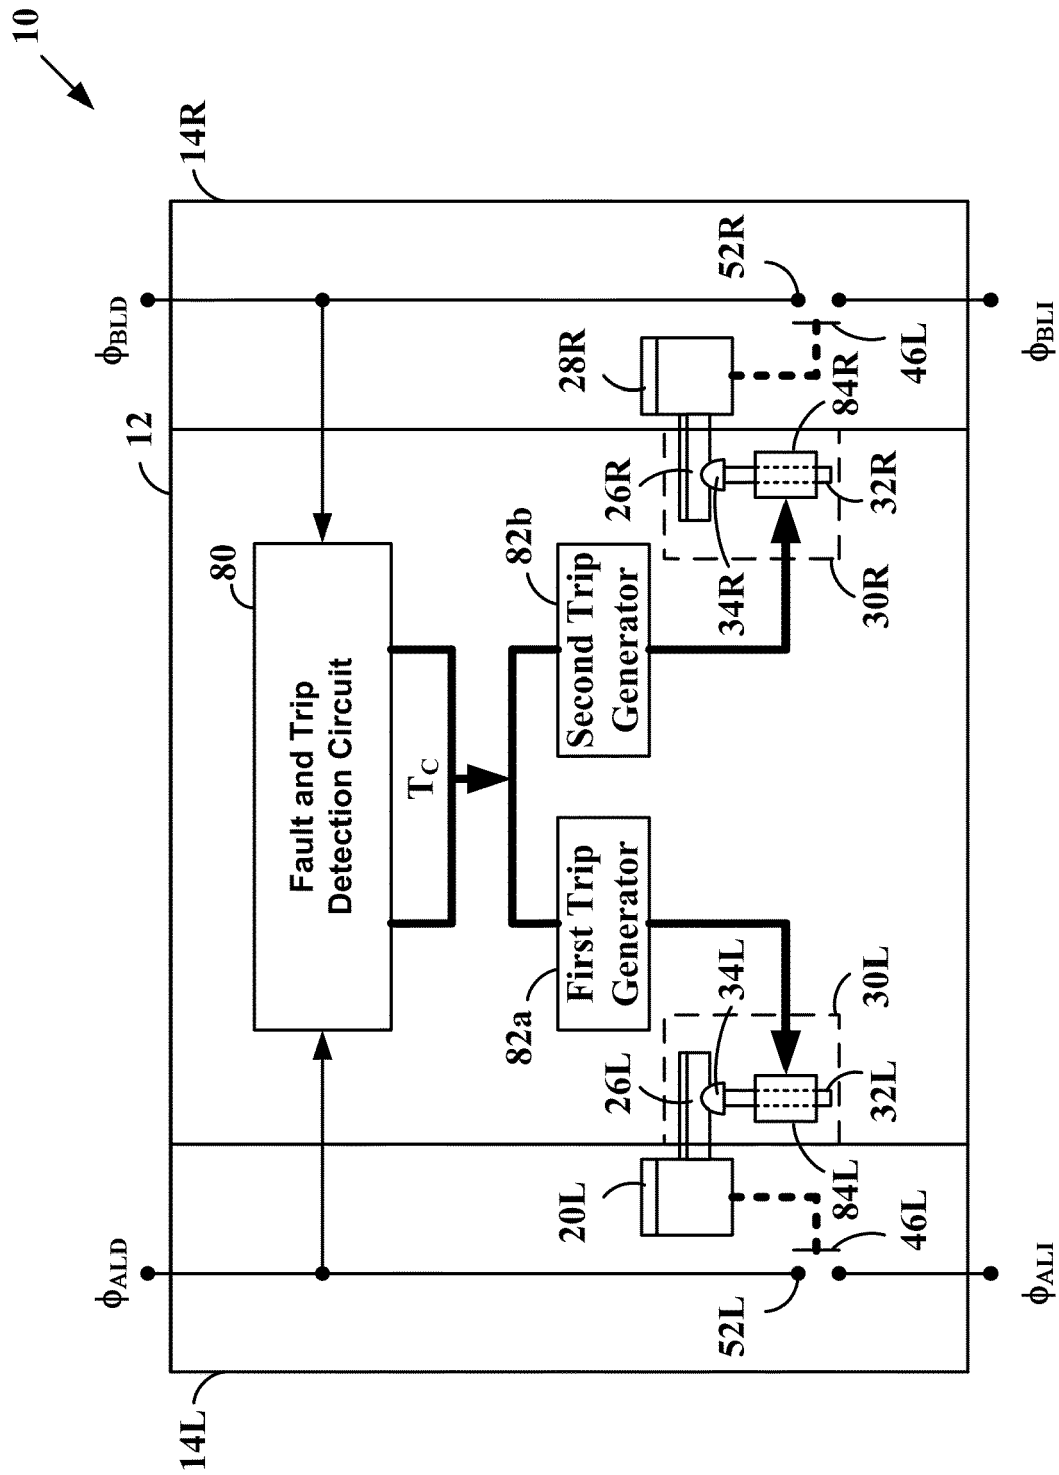 10
14L
12
14R
ϕALD
ϕBLD
80
Fault and Trip
Detection Circuit
TC
82a
First Trip
Generator
82b
Second Trip
Generator
20L
26L
34L
26R
28R
34R
52L
46L
84L
32L
30L
30R
32R
84R
46L
52R
ϕALI
ϕBLI